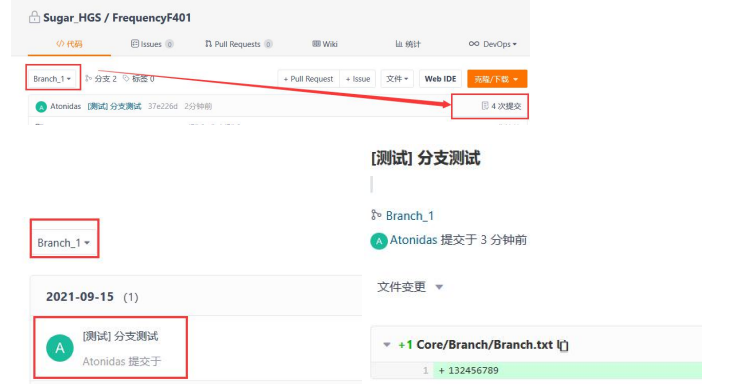 Sugar_HGS / FrequencyF401
代码 Issues 0 Pull Requests 0 Wiki 统计 DevOps
Branch_1 分支 2 标签 0 + Pull Request + Issue 文件 Web IDE 克隆/下载
A Atonidas [测试] 分支测试 37e226d 2分钟前 4 次提交
[测试] 分支测试
Branch_1
A Atonidas 提交于 3 分钟前
文件变更
+1 Core/Branch/Branch.txt
1 + 132456789
Branch_1
2021-09-15 (1)
A [测试] 分支测试
Atonidas 提交于